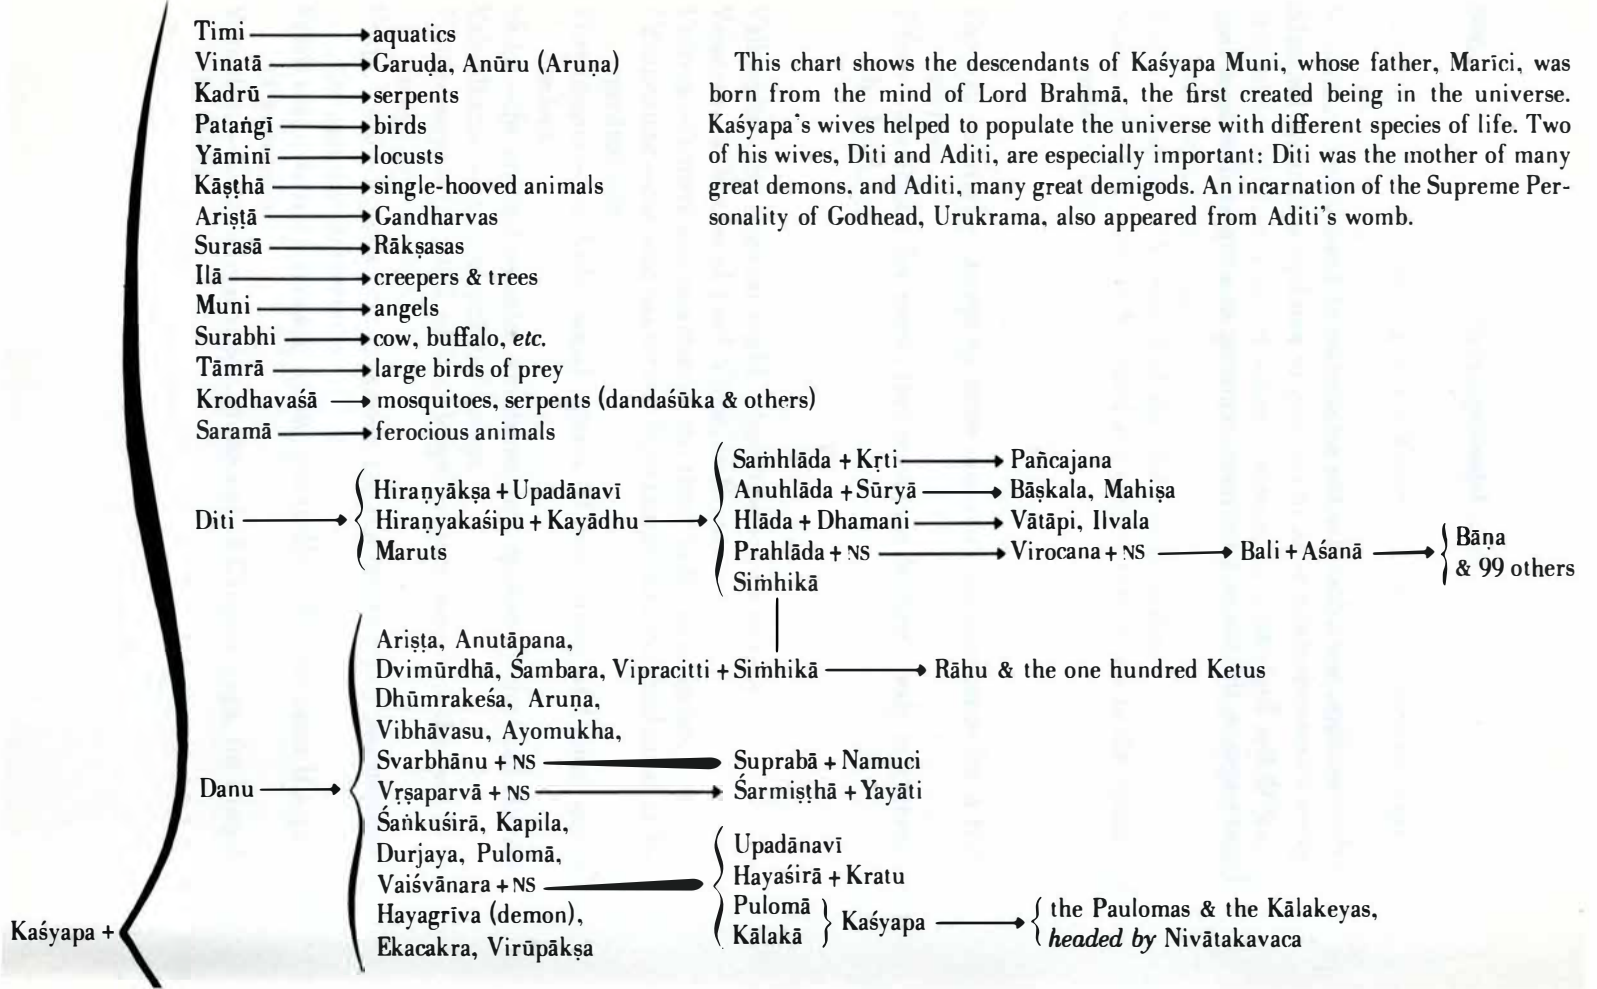 Timi → aquatics
Vinatā → Garuḍa, Anūru (Aruṇa)
Kadrū → serpents
Pataṅgī → birds
Yāminī → locusts
Kāṣṭhā → single-hooved animals
Ariṣṭā → Gandharvas
Surasā → Rākṣasas
Ilā → creepers & trees
Muni → angels
Surabhi → cow, buffalo, etc.
Tāmrā → large birds of prey
Krodhavaśā → mosquitoes, serpents (dandaśūka & others)
Saramā → ferocious animals
This chart shows the descendants of Kaśyapa Muni, whose father, Marīci, was
born from the mind of Lord Brahmā, the first created being in the universe.
Kaśyapa's wives helped to populate the universe with different species of life. Two
of his wives, Diti and Aditi, are especially important: Diti was the mother of many
great demons, and Aditi, many great demigods. An incarnation of the Supreme Per-
sonality of Godhead, Urukrama, also appeared from Aditi's womb.
Diti →
Hiraṇyākṣa + Upadānavī
Hiraṇyakaśipu + Kayādhu →
Maruts
Saṁhlāda + Kṛti → Pañcajana
Anuhlāda + Sūryā → Bāṣkala, Mahiṣa
Hlāda + Dhamani → Vātāpi, Ilvala
Prahlāda + NS → Virocana + NS → Bali + Aśanā → Bāṇa
& 99 others
Siṁhikā
Danu →
Ariṣṭa, Anutāpana,
Dvimūrdhā, Śambara, Vipracitti + Siṁhikā → Rāhu & the one hundred Ketus
Dhūmrakeśa, Aruṇa,
Vibhāvasu, Ayomukha,
Svarbhānu + NS → Suprabā + Namuci
Vṛṣaparvā + NS → Śarmiṣṭhā + Yayāti
Śaṅkuśirā, Kapila,
Durjaya, Pulomā,
Vaiśvānara + NS →
Hayagrīva (demon),
Ekacakra, Virūpākṣa
Upadānavī
Hayaśirā + Kratu
Pulomā
Kālakā
Kaśyapa →
the Paulomas & the Kālakeyas,
headed by Nivātakavaca
Kaśyapa +